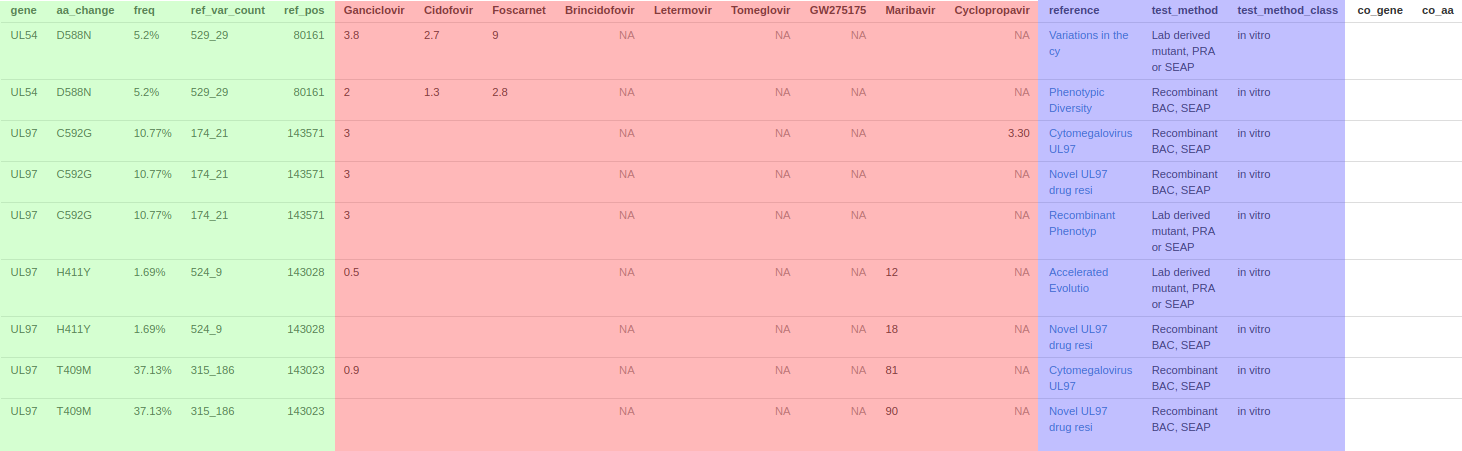 gene aa_change freq ref_var_count ref_pos Ganciclovir Cidofovir Foscarnet Brincidofovir Letermovir Tomeglovir GW275175 Maribavir Cyclopropavir reference test_method test_method_class co_gene co_aa
UL54 D588N 5.2% 529_29 80161 3.8 2.7 9 NA NA NA NA Variations in the Lab derived in vitro
cy mutant, PRA
or SEAP
UL54 D588N 5.2% 529_29 80161 2 1.3 2.8 NA NA NA NA Phenotypic Recombinant in vitro
Diversity BAC, SEAP
UL97 C592G 10.77% 174_21 143571 3 NA NA NA 3.30 Cytomegalovirus Recombinant in vitro
UL97 BAC, SEAP
UL97 C592G 10.77% 174_21 143571 3 NA NA NA NA Novel UL97 Recombinant in vitro
drug resi BAC, SEAP
UL97 C592G 10.77% 174_21 143571 3 NA NA NA NA Recombinant Lab derived in vitro
Phenotyp mutant, PRA
or SEAP
UL97 H411Y 1.69% 524_9 143028 0.5 NA NA NA 12 NA Accelerated Lab derived in vitro
Evolutio mutant, PRA
or SEAP
UL97 H411Y 1.69% 524_9 143028 NA NA NA 18 NA Novel UL97 Recombinant in vitro
drug resi BAC, SEAP
UL97 T409M 37.13% 315_186 143023 0.9 NA NA NA 81 NA Cytomegalovirus Recombinant in vitro
UL97 BAC, SEAP
UL97 T409M 37.13% 315_186 143023 NA NA NA 90 NA Novel UL97 Recombinant in vitro
drug resi BAC, SEAP